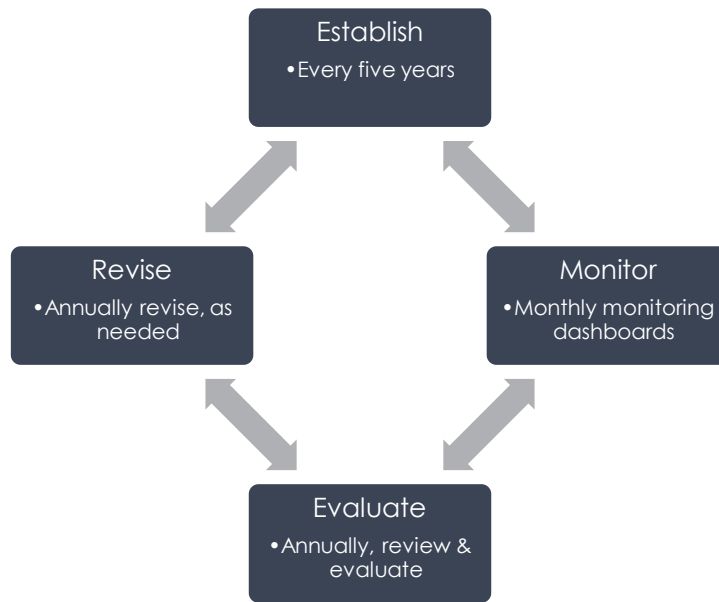 Establish
•Every five years
Revise
•Annually revise, as
needed
Monitor
•Monthly monitoring
dashboards
Evaluate
•Annually, review &
evaluate